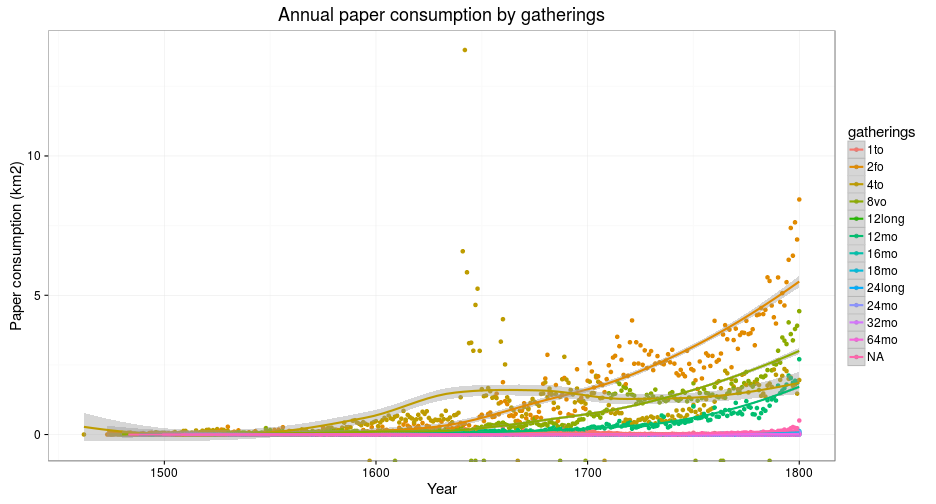 Annual paper consumption by gatherings
Paper consumption (km2)
10
5
0
1500
1600
1700
1800
Year
gatherings
1to
2fo
4to
8vo
12long
12mo
16mo
18mo
24long
24mo
32mo
64mo
NA